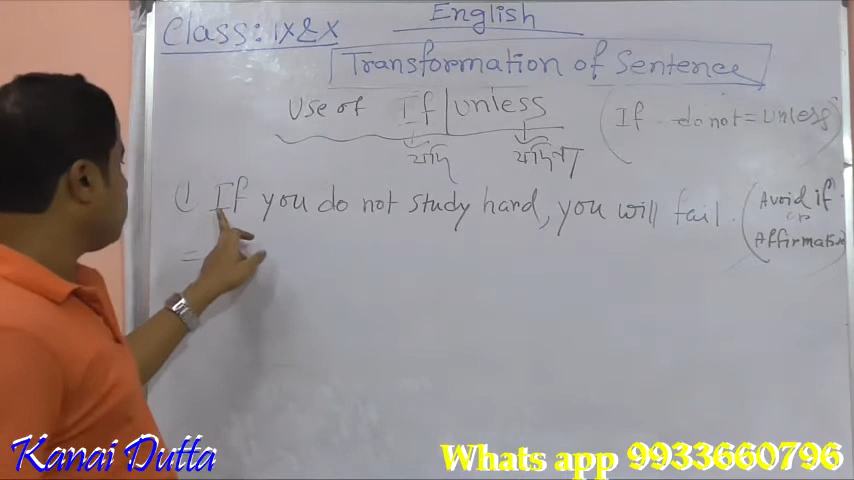 English
Class: IX & X
Transformation of Sentence
Use of If/unless
(If do not = unless)
যদি যদি না
1) If you do not study hard, you will fail. (Avoid if.
or
Affirmative)
=
Kanai Dutta
Whats app 9933660796